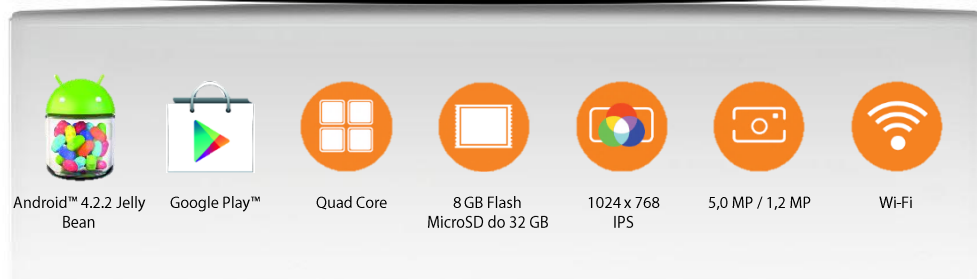 Android™ 4.2.2 Jelly
Bean
Google Play™
Quad Core
8 GB Flash
MicroSD do 32 GB
1024 x 768
IPS
5,0 MP / 1,2 MP
Wi-Fi